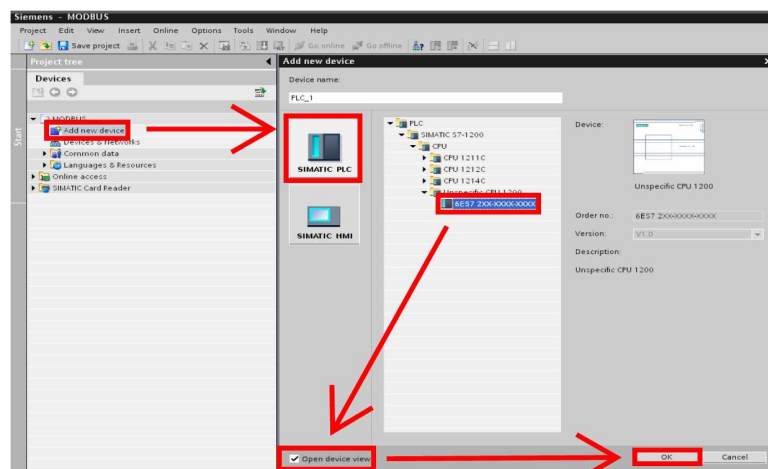 Siemens - MODBUS
Project Edit View Insert Online Options Tools Window Help
Save project Go online Go offline
Project tree
Devices
MODBUS
Add new device
Devices & Networks
Common data
Languages & Resources
Online access
SIMATIC Card Reader
Start
Add new device
Device name:
PLC_1
SIMATIC PLC
SIMATIC HMI
PLC
SIMATIC S7-1200
CPU
CPU 1211C
CPU 1212C
CPU 1214C
Unspecific CPU 1200
6ES7 2XX-XXXX-XXXX
Device:
Unspecific CPU 1200
Order no.: 6ES7 2XX-XXXX-XXXX
Version: V1.0
Description:
Unspecific CPU 1200
Open device view
OK Cancel